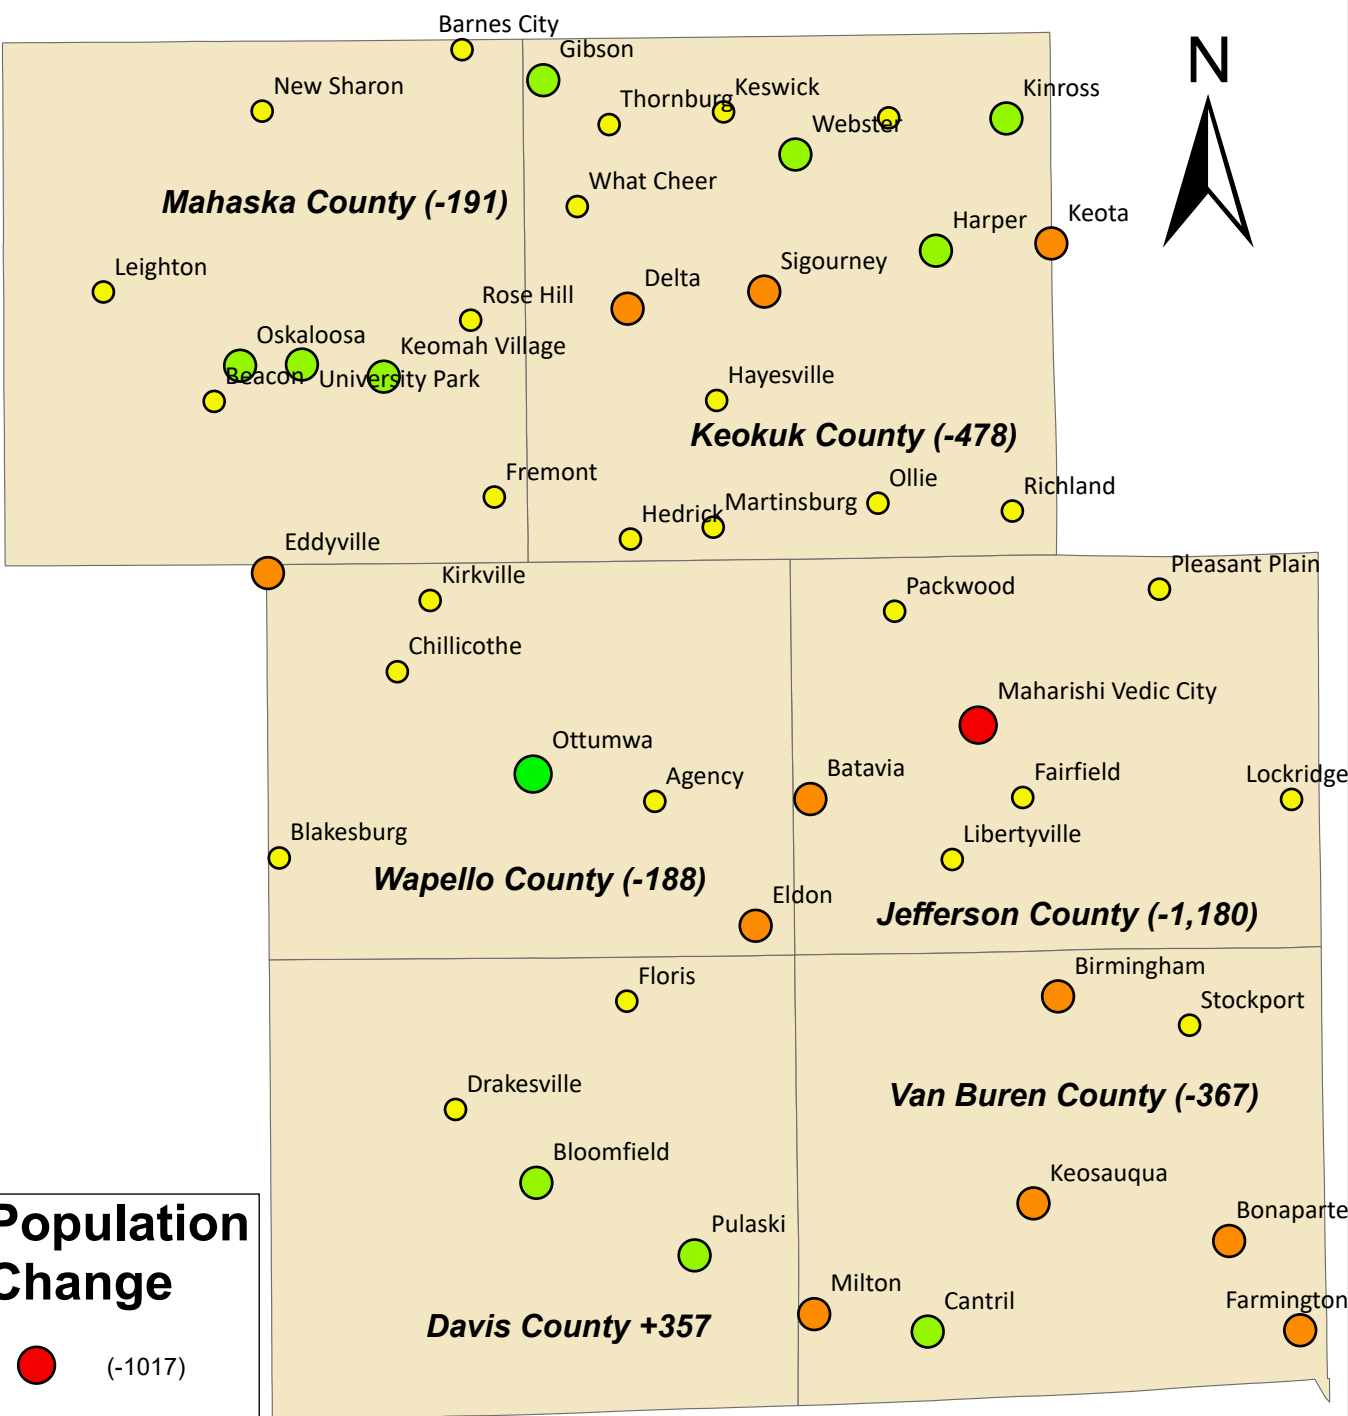 Barnes City
Gibson
N
New Sharon
Thornburg
Keswick
Kinross
Webster
What Cheer
Mahaska County (-191)
Harper
Keota
Leighton
Delta
Sigourney
Rose Hill
Oskaloosa
Keomah Village
Beacon
University Park
Hayesville
Keokuk County (-478)
Fremont
Ollie
Richland
Hedrick
Martinsburg
Eddyville
Kirkville
Pleasant Plain
Packwood
Chillicothe
Maharishi Vedic City
Ottumwa
Agency
Batavia
Fairfield
Lockridge
Blakesburg
Libertyville
Wapello County (-188)
Eldon
Jefferson County (-1,180)
Floris
Birmingham
Stockport
Drakesville
Van Buren County (-367)
Bloomfield
Keosauqua
Bonaparte
Pulaski
Milton
Cantril
Farmington
Davis County +357
Population
Change
(-1017)